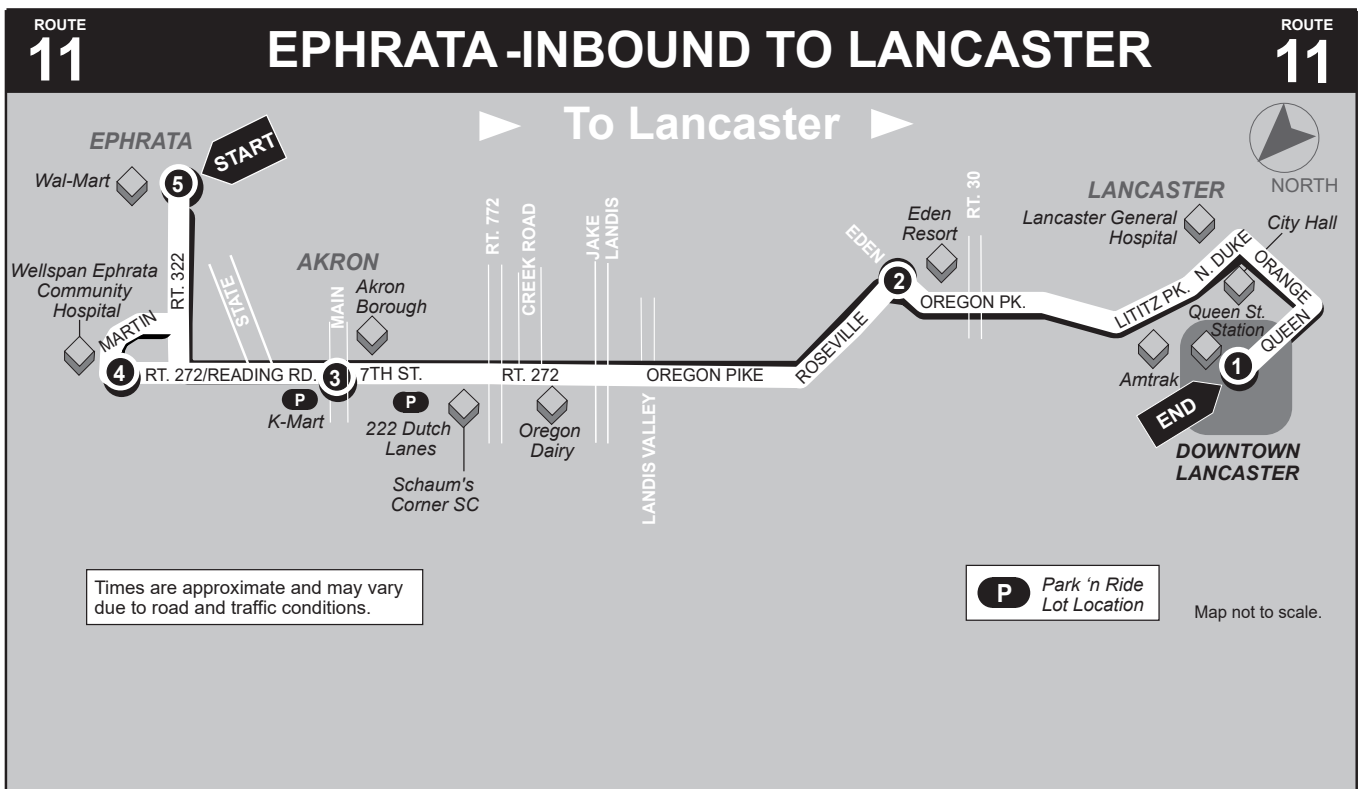 ROUTE
11
EPHRATA-INBOUND TO LANCASTER
ROUTE
11
To Lancaster
NORTH
EPHRATA
START
Wal-Mart
5
RT. 322
Wellspan Ephrata
Community
Hospital
MARTIN
4
RT. 272/READING RD.
STATE
AKRON
MAIN
Akron
Borough
3
7TH ST.
P
K-Mart
P
222 Dutch
Lanes
Schaum's
Corner SC
RT. 772
CREEK ROAD
RT. 272
Oregon
Dairy
JAKE
LANDIS
LANDIS VALLEY
OREGON PIKE
ROSEVILLE
EDEN
2
Eden
Resort
RT. 30
OREGON PK.
LITITZ PK.
N. DUKE
LANCASTER
Lancaster General
Hospital
City Hall
ORANGE
Queen St.
Station
QUEEN
Amtrak
1
END
DOWNTOWN
LANCASTER
Times are approximate and may vary
due to road and traffic conditions.
P
Park ‘n Ride
Lot Location
Map not to scale.